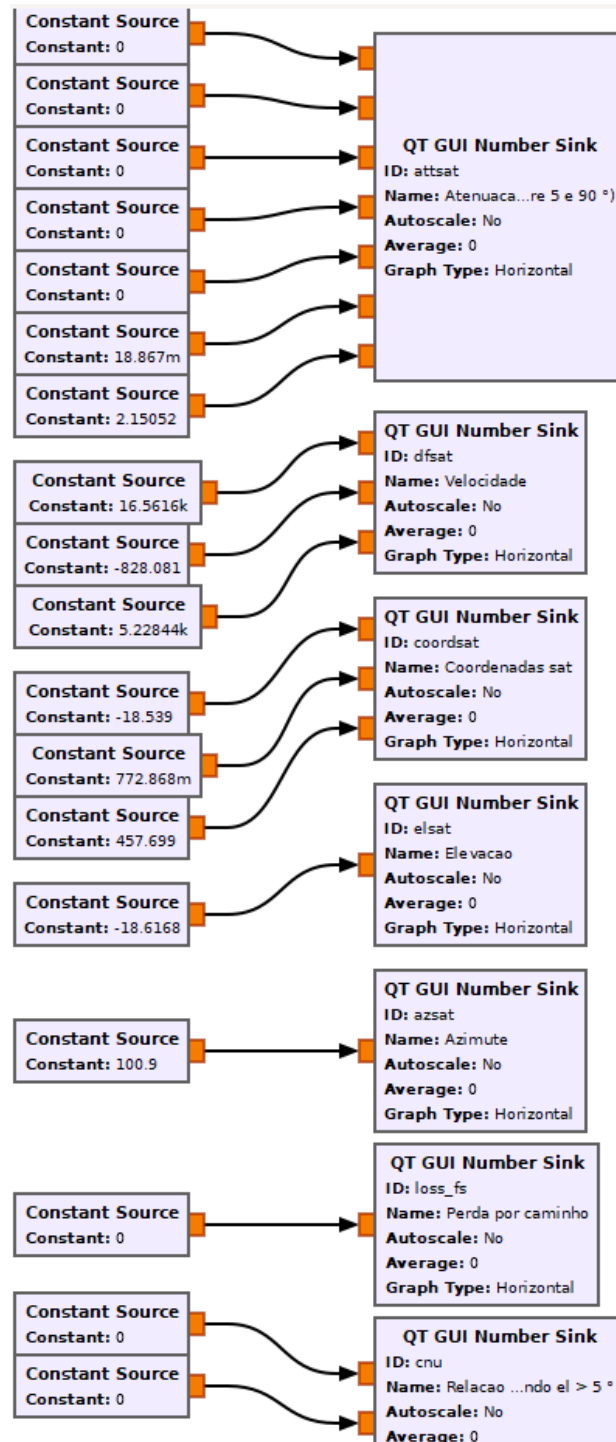 Constant Source
Constant: 0
Constant Source
Constant: 0
Constant Source
Constant: 0
Constant Source
Constant: 0
Constant Source
Constant: 0
Constant Source
Constant: 18.867m
Constant Source
Constant: 2.15052
QT GUI Number Sink
ID: attsat
Name: Atenuaca...re 5 e 90 °)
Autoscale: No
Average: 0
Graph Type: Horizontal
Constant Source
Constant: 16.5616k
Constant Source
Constant: -828.081
Constant Source
Constant: 5.22844k
QT GUI Number Sink
ID: dfsat
Name: Velocidade
Autoscale: No
Average: 0
Graph Type: Horizontal
Constant Source
Constant: -18.539
Constant Source
Constant: 772.868m
Constant Source
Constant: 457.699
QT GUI Number Sink
ID: coordsat
Name: Coordenadas sat
Autoscale: No
Average: 0
Graph Type: Horizontal
Constant Source
Constant: -18.6168
QT GUI Number Sink
ID: elsat
Name: Elevacao
Autoscale: No
Average: 0
Graph Type: Horizontal
Constant Source
Constant: 100.9
QT GUI Number Sink
ID: azsat
Name: Azimute
Autoscale: No
Average: 0
Graph Type: Horizontal
Constant Source
Constant: 0
QT GUI Number Sink
ID: loss_fs
Name: Perda por caminho
Autoscale: No
Average: 0
Graph Type: Horizontal
Constant Source
Constant: 0
Constant Source
Constant: 0
QT GUI Number Sink
ID: cnu
Name: Relacao ...ndo el > 5 °
Autoscale: No
Average: 0